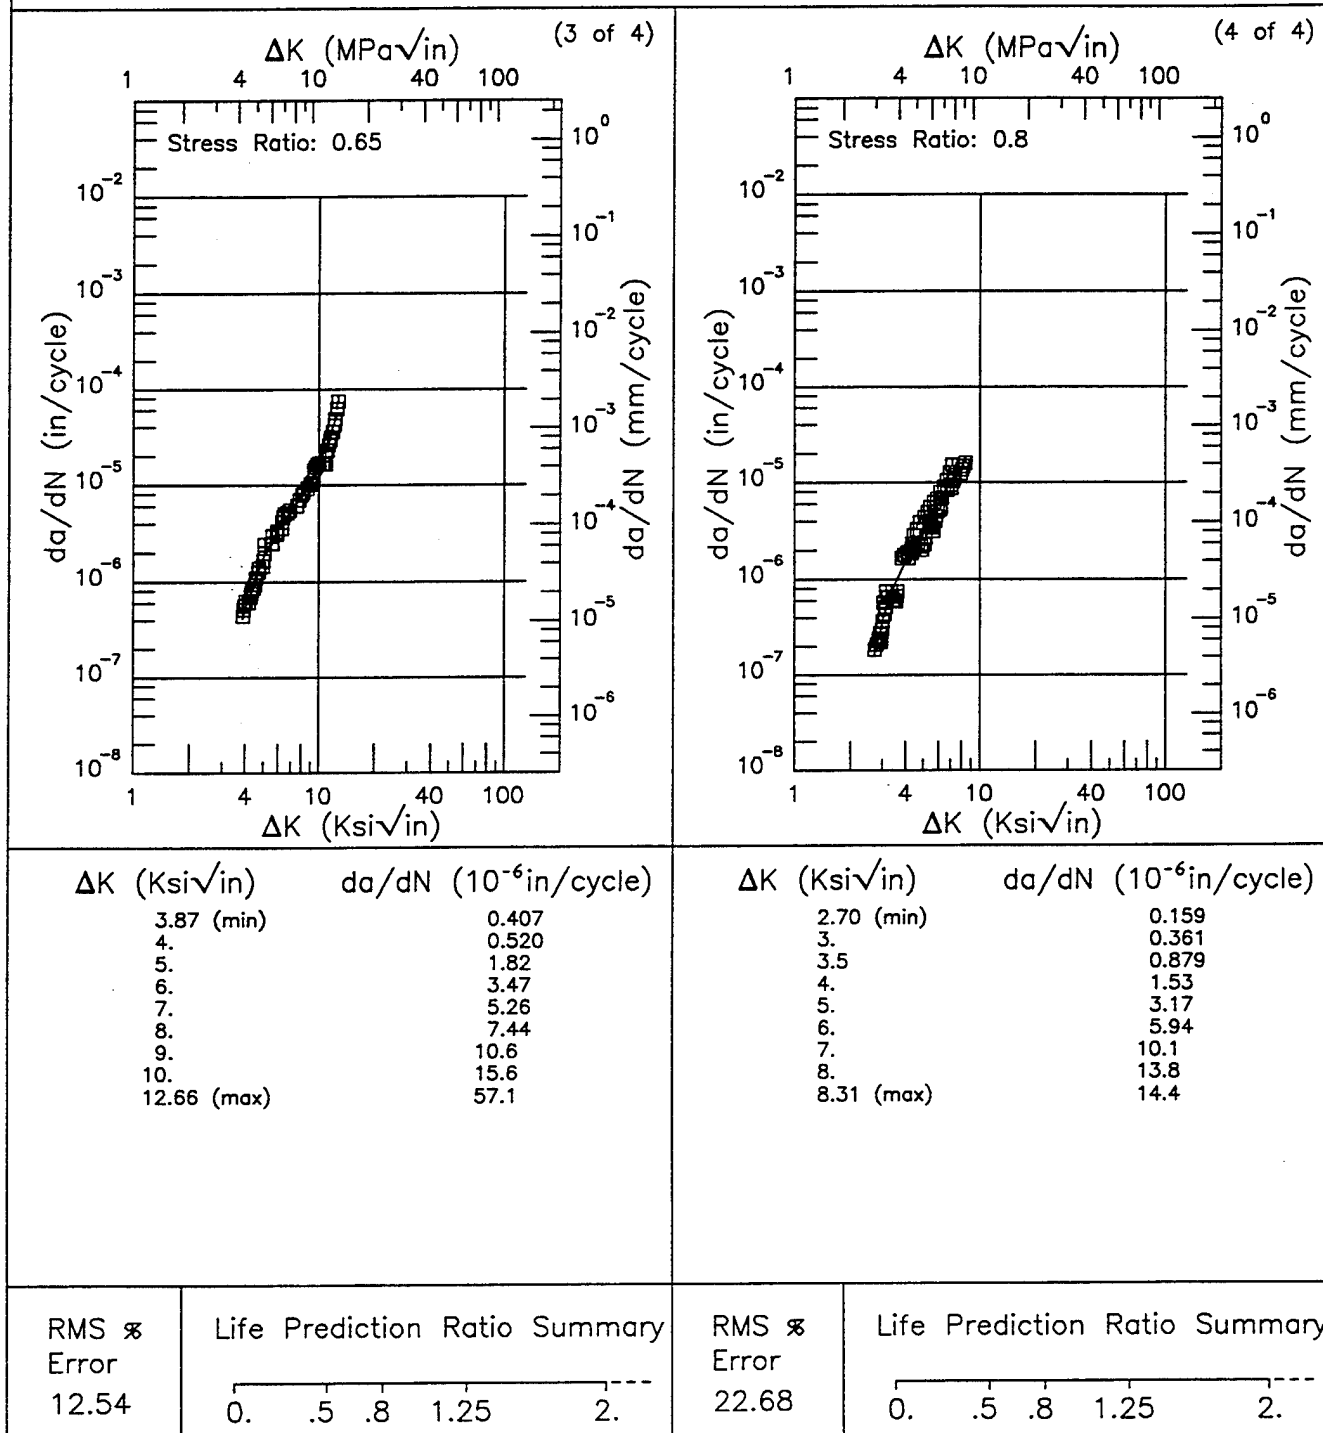 (3 of 4)
ΔK (MPa√in)
1 4 10 40 100
Stress Ratio: 0.65
10⁰
10⁻²
10⁻¹
10⁻³
10⁻²
10⁻⁴
10⁻³
10⁻⁵
10⁻⁴
10⁻⁶
10⁻⁵
10⁻⁷
10⁻⁶
10⁻⁸
da/dN (in/cycle)
da/dN (mm/cycle)
1 4 10 40 100
ΔK (Ksi√in)
ΔK (Ksi√in) da/dN (10⁻⁶in/cycle)
3.87 (min) 0.407
4. 0.520
5. 1.82
6. 3.47
7. 5.26
8. 7.44
9. 10.6
10. 15.6
12.66 (max) 57.1
RMS %
Error
12.54
Life Prediction Ratio Summary
0. .5 .8 1.25 2.
(4 of 4)
ΔK (MPa√in)
1 4 10 40 100
Stress Ratio: 0.8
10⁰
10⁻²
10⁻¹
10⁻³
10⁻²
10⁻⁴
10⁻³
10⁻⁵
10⁻⁴
10⁻⁶
10⁻⁵
10⁻⁷
10⁻⁶
10⁻⁸
da/dN (in/cycle)
da/dN (mm/cycle)
1 4 10 40 100
ΔK (Ksi√in)
ΔK (Ksi√in) da/dN (10⁻⁶in/cycle)
2.70 (min) 0.159
3. 0.361
3.5 0.879
4. 1.53
5. 3.17
6. 5.94
7. 10.1
8. 13.8
8.31 (max) 14.4
RMS %
Error
22.68
Life Prediction Ratio Summary
0. .5 .8 1.25 2.